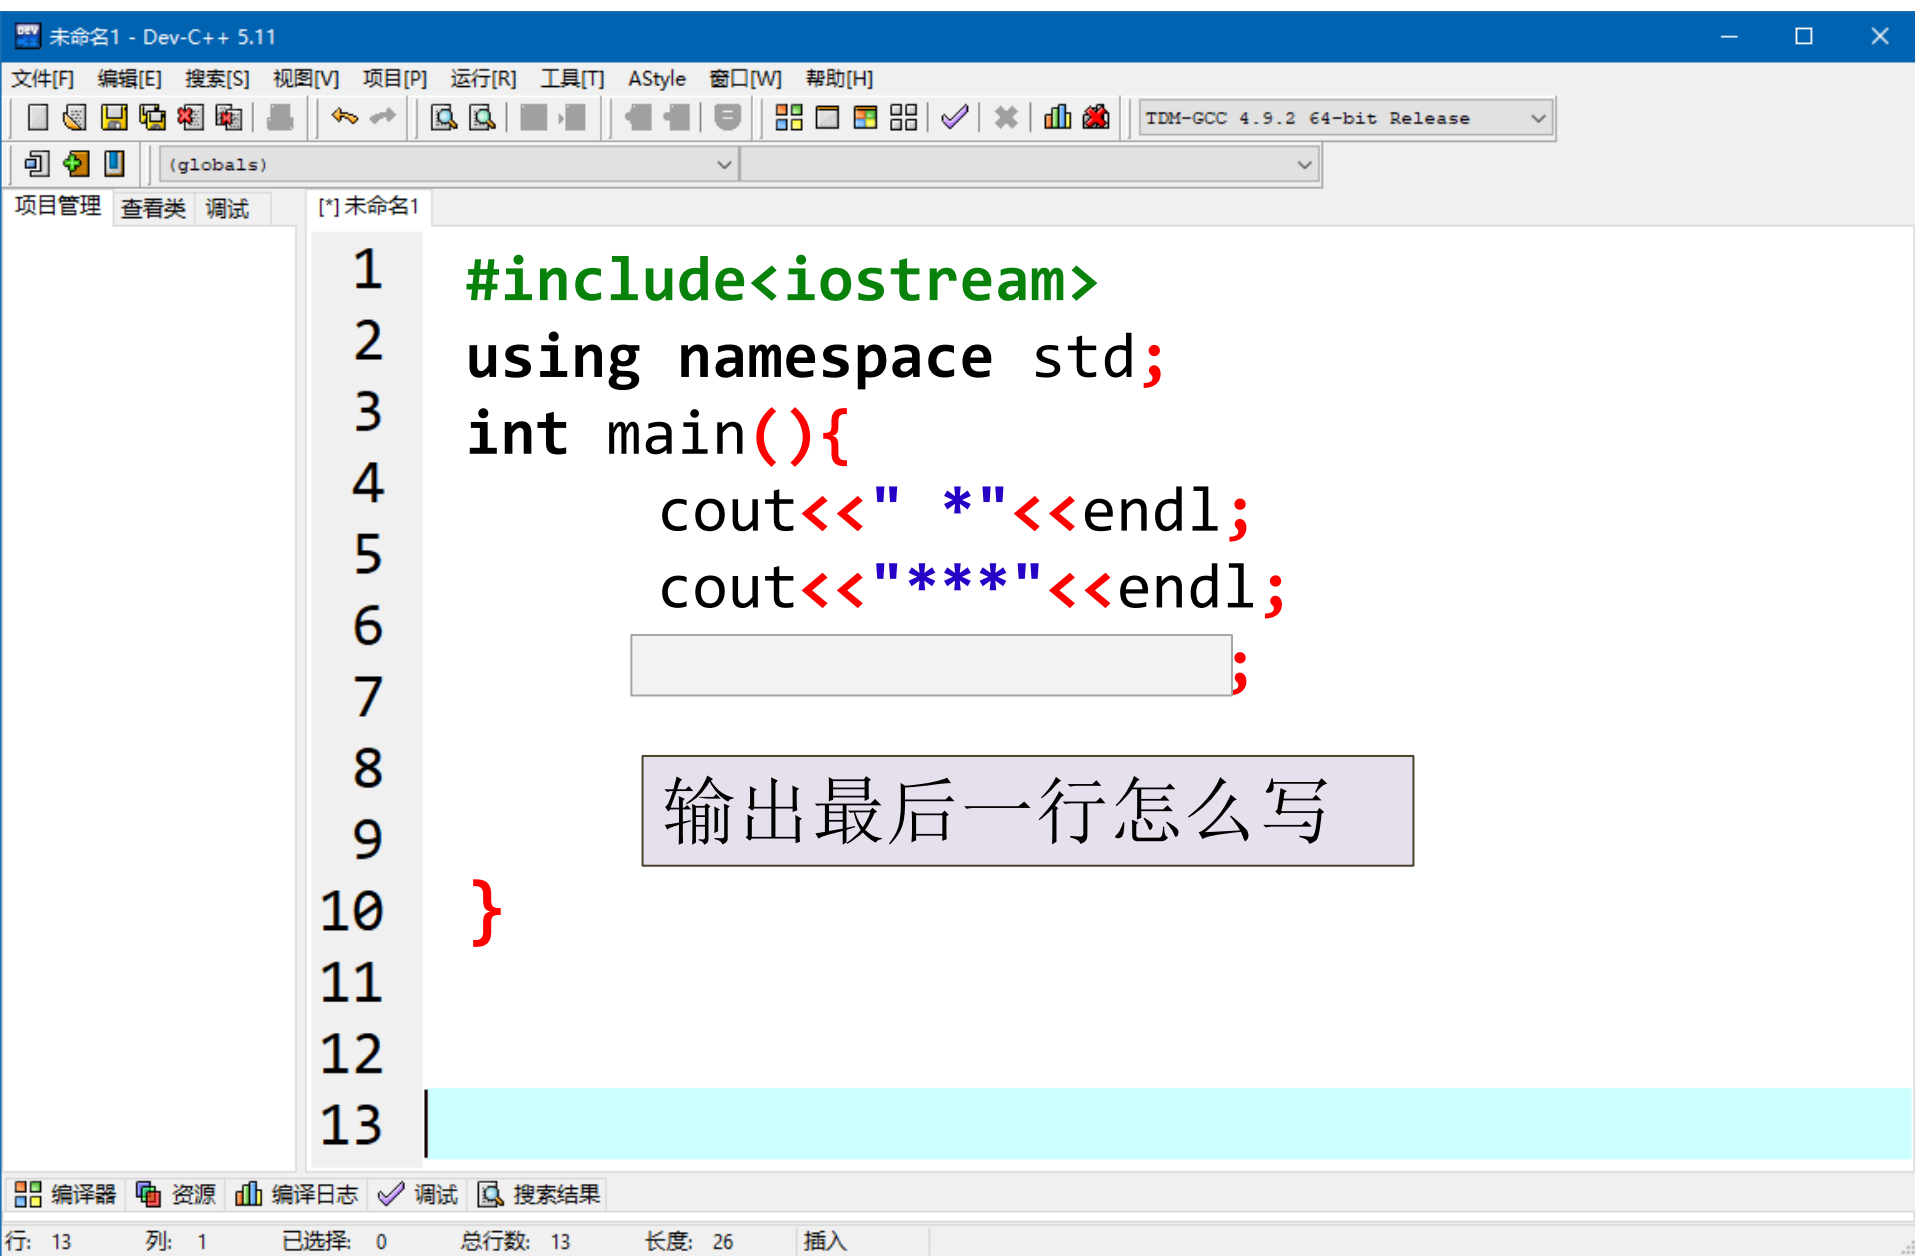 未命名1 - Dev-C++ 5.11
文件[F] 编辑[E] 搜索[S] 视图[V] 项目[P] 运行[R] 工具[T] AStyle 窗口[W] 帮助[H]
TDM-GCC 4.9.2 64-bit Release
(globals)
项目管理 查看类 调试 [*] 未命名1
1 #include<iostream>
2 using namespace std;
3 int main(){
4 cout<<" *"<<endl;
5 cout<<"***"<<endl;
6 ;
7
8 输出最后一行怎么写
9
10 }
11
12
13
编译器 资源 编译日志 调试 搜索结果
行: 13 列: 1 已选择: 0 总行数: 13 长度: 26 插入